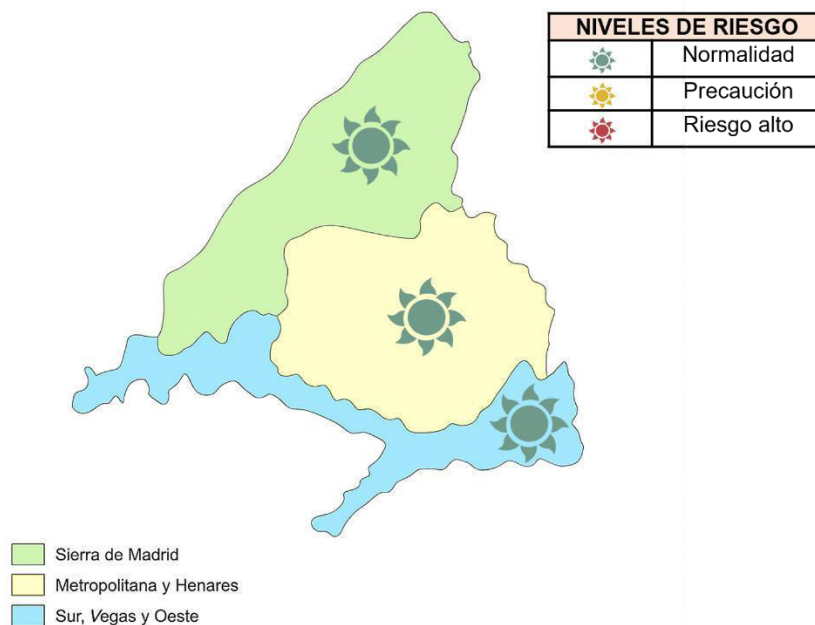 NIVELES DE RIESGO
Normalidad
Precaución
Riesgo alto
Sierra de Madrid
Metropolitana y Henares
Sur, Vegas y Oeste